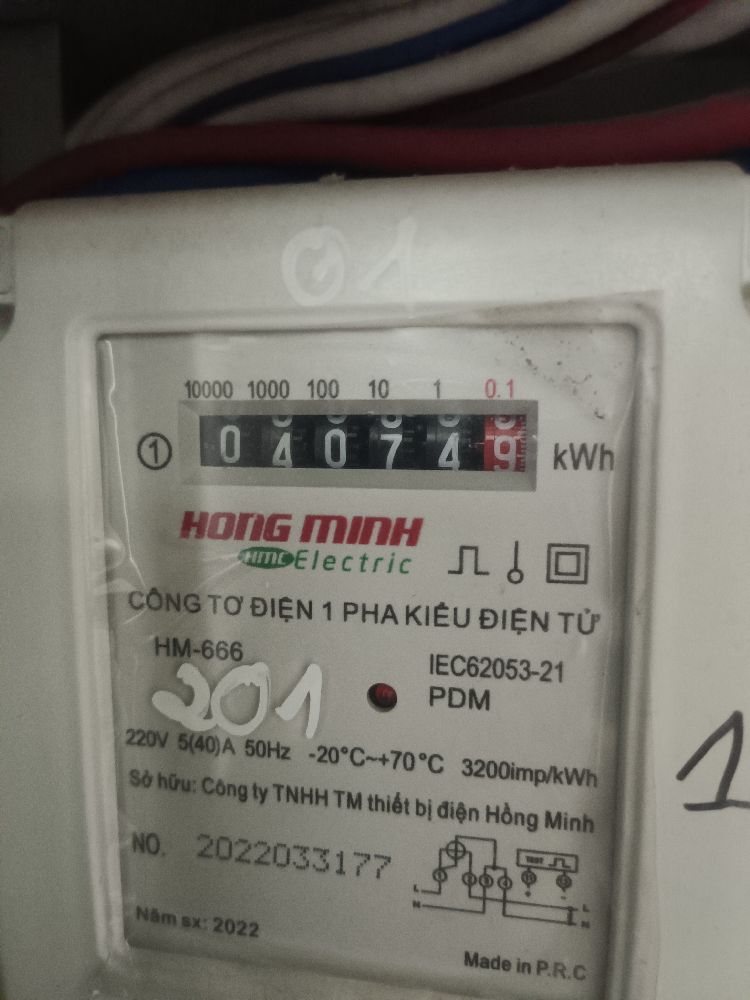 01
10000 1000 100 10 1 0.1
1 0 4 0 7 4 9 kWh
HONG MINH
HMC Electric
CÔNG TƠ ĐIỆN 1 PHA KIỂU ĐIỆN TỬ
HM-666
IEC62053-21
201
PDM
220V 5(40)A 50Hz -20°C~+70°C 3200imp/kWh
Sở hữu: Công ty TNHH TM thiết bị điện Hồng Minh
1
NO. 2022033177
TEST
L L
N N
Năm sx: 2022
Made in P.R.C